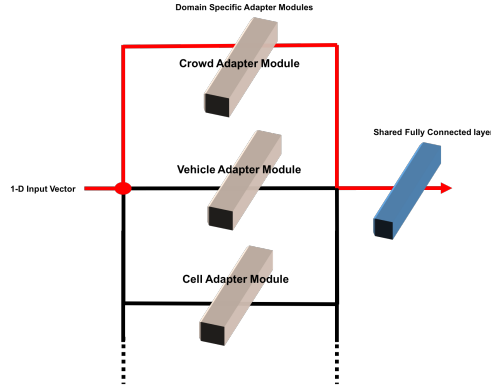 Domain Specific Adapter Modules
Crowd Adapter Module
Shared Fully Connected layer
Vehicle Adapter Module
1-D Input Vector
Cell Adapter Module